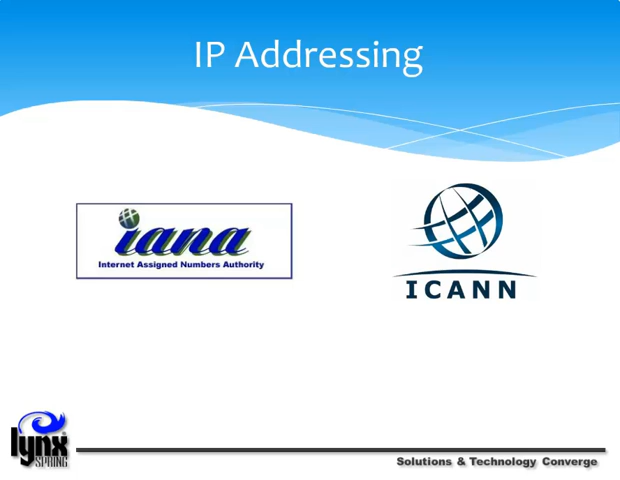 IP Addressing
iana
Internet Assigned Numbers Authority
ICANN
lynx
SPRING
Solutions & Technology Converge